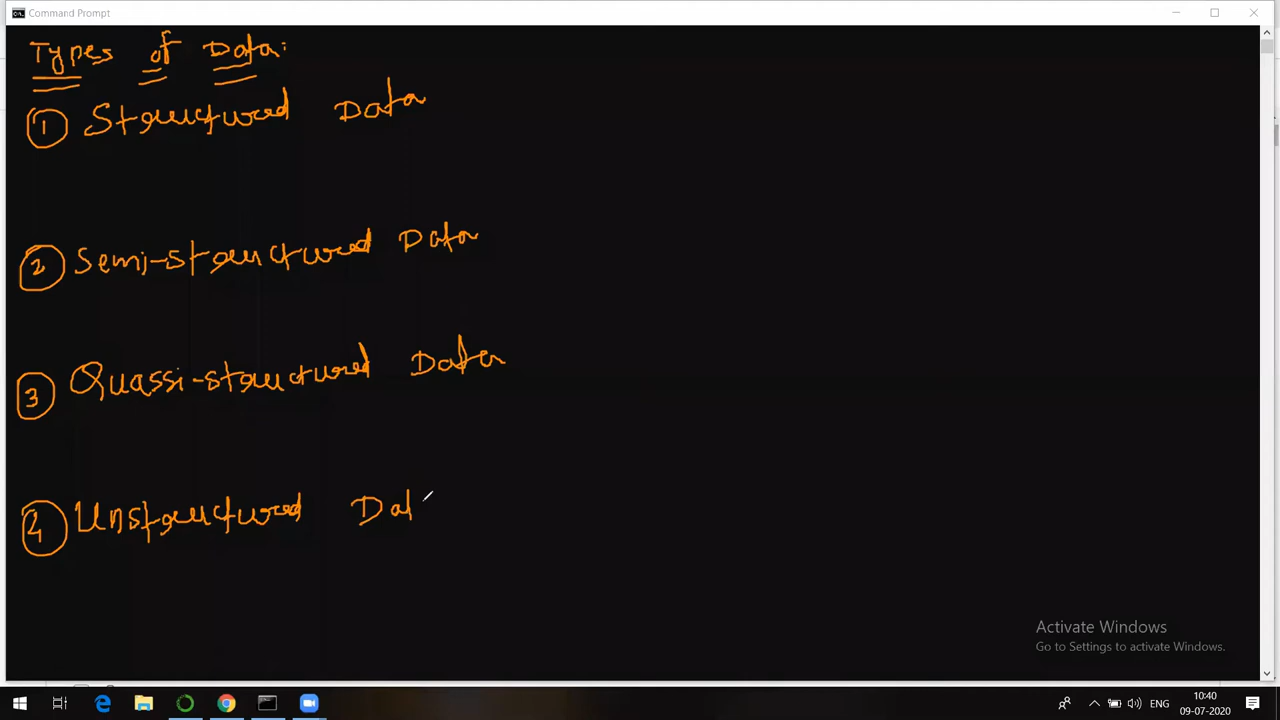 Command Prompt
Types of Data:
① Structured Data
② Semi-structured Data
③ Quassi-structured Data
④ Unstructured Dat
Activate Windows
Go to Settings to activate Windows.
ENG
10:40
09-07-2020